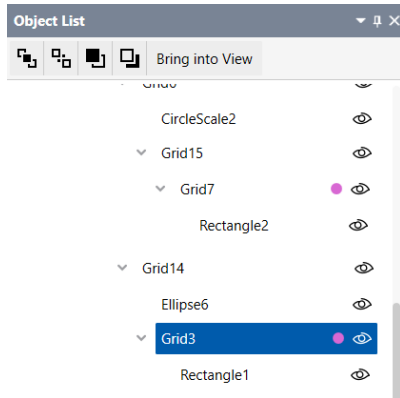 Object List
Bring into View
CircleScale2
Grid15
Grid7
Rectangle2
Grid14
Ellipse6
Grid3
Rectangle1